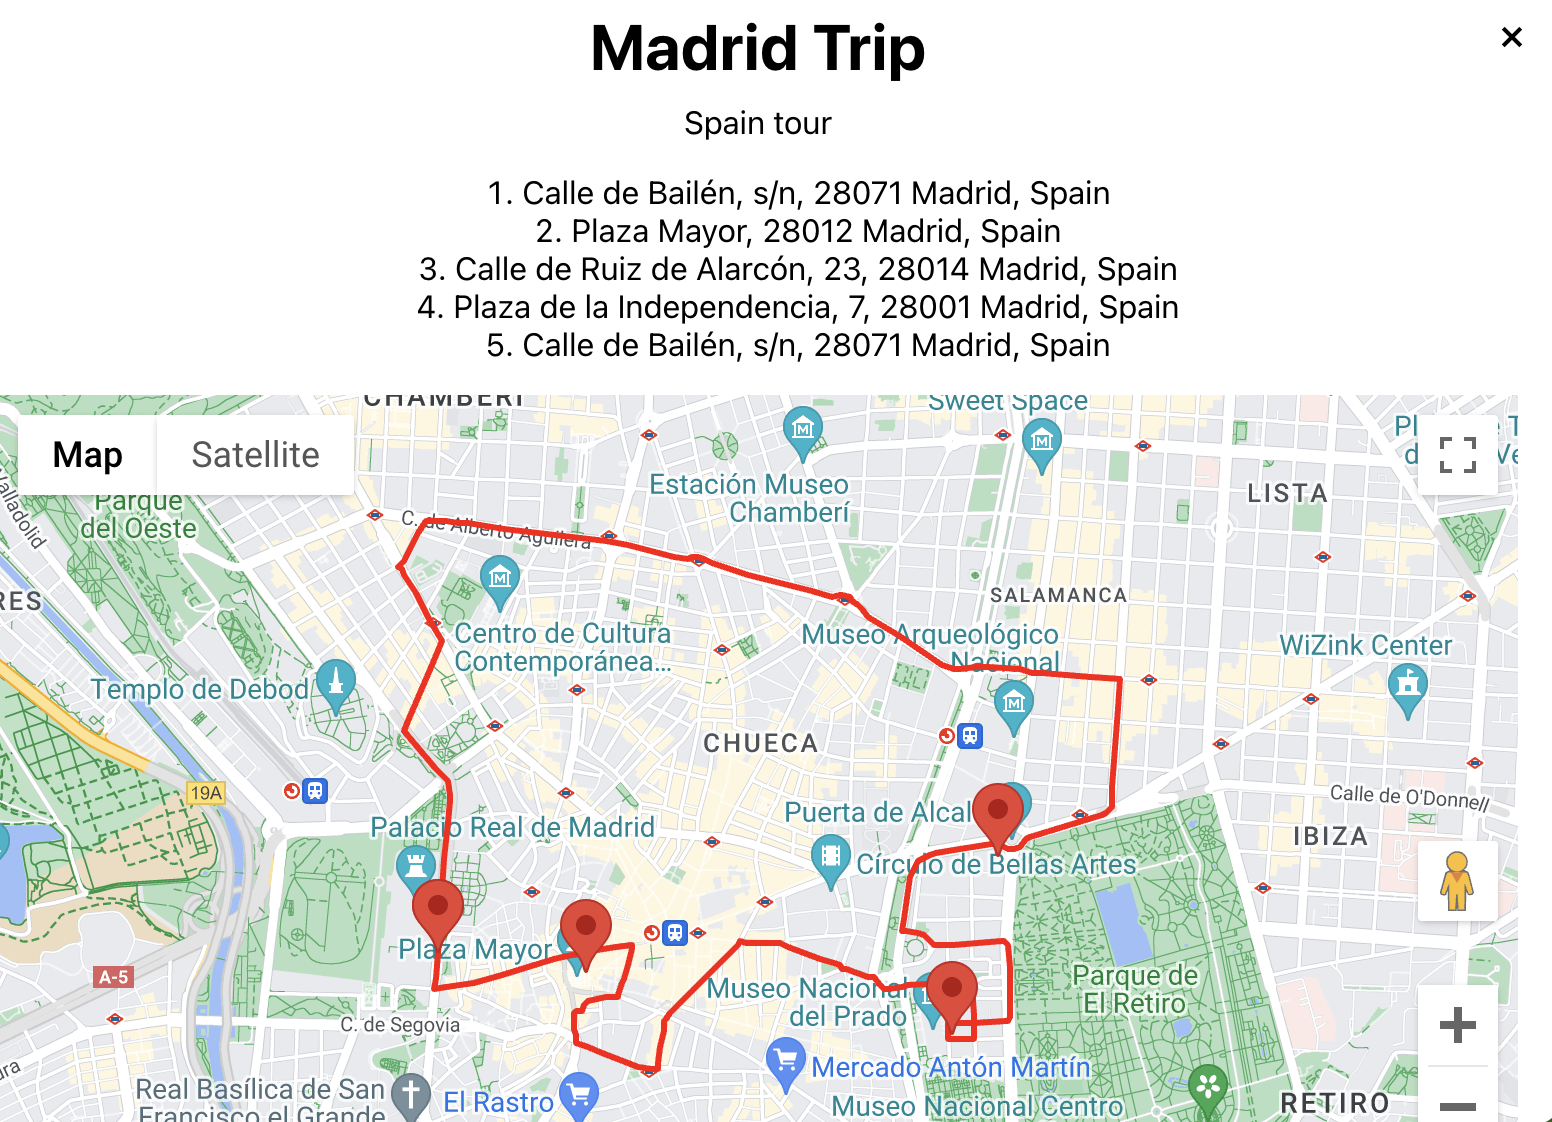 Madrid Trip
×
Spain tour
1. Calle de Bailén, s/n, 28071 Madrid, Spain
2. Plaza Mayor, 28012 Madrid, Spain
3. Calle de Ruiz de Alarcón, 23, 28014 Madrid, Spain
4. Plaza de la Independencia, 7, 28001 Madrid, Spain
5. Calle de Bailén, s/n, 28071 Madrid, Spain
CHAMBERÍ
Sweet Space
Map
Satellite
Estación Museo
Chamberí
LISTA
Parque
del Oeste
C. de Alberto Aguilera
SALAMANCA
Centro de Cultura
Contemporánea...
Museo Arqueológico
Nacional
WiZink Center
Templo de Debod
CHUECA
19A
Calle de O'Donnell
Puerta de Alcal
Palacio Real de Madrid
IBIZA
Círculo de Bellas Artes
Plaza Mayor
A-5
Museo Nacional
del Prado
Parque de
El Retiro
C. de Segovia
Mercado Antón Martín
Real Basílica de San
Francisco el Grande
El Rastro
Museo Nacional Centro
RETIRO